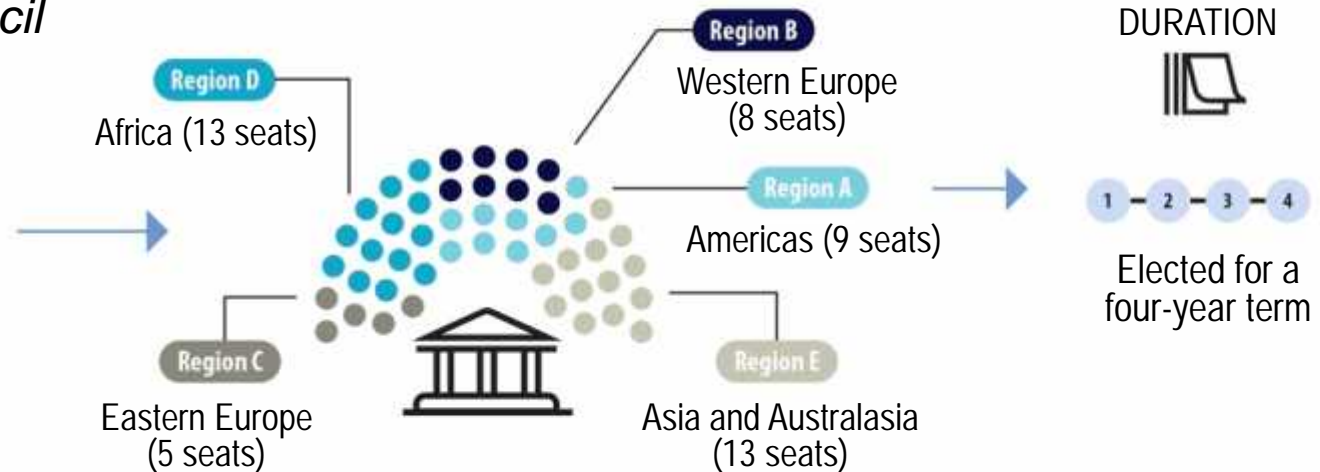 cil
Region D
Africa (13 seats)
Region B
Western Europe
(8 seats)
Region A
Americas (9 seats)
Region C
Eastern Europe
(5 seats)
Region E
Asia and Australasia
(13 seats)
DURATION
1 2 3 4
Elected for a
four-year term